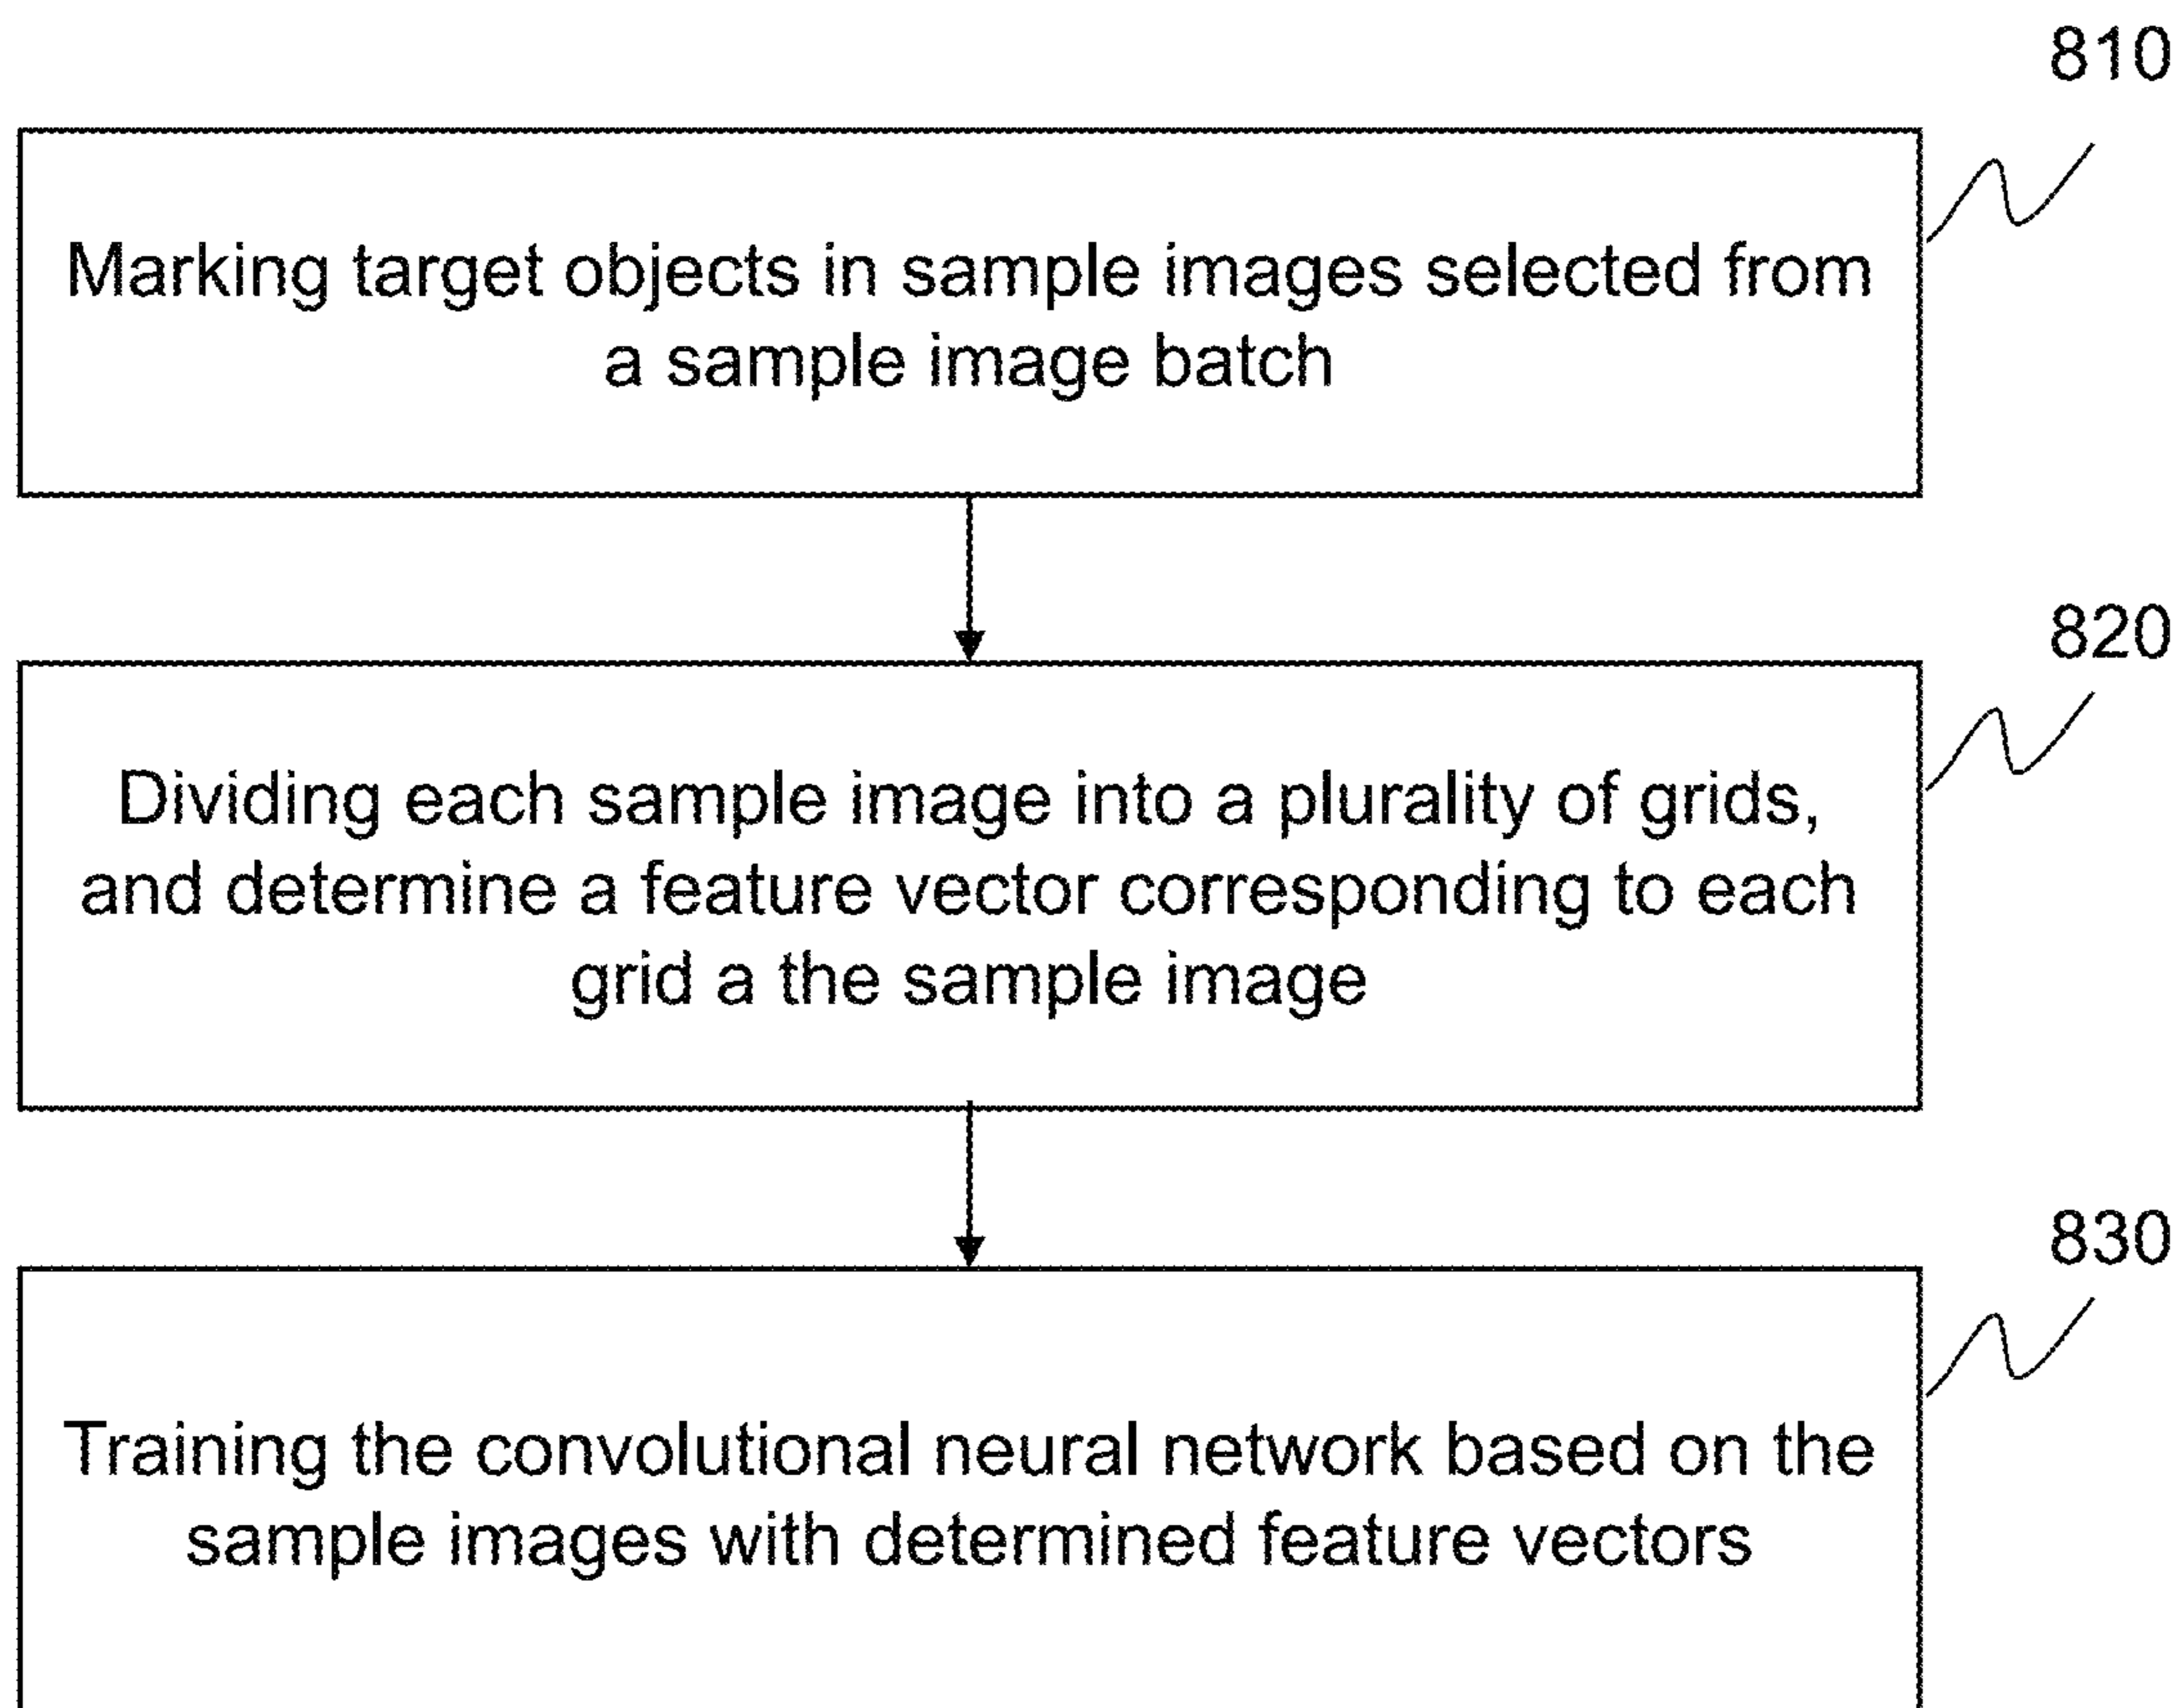 810
Marking target objects in sample images selected from
a sample image batch
820
Dividing each sample image into a plurality of grids,
and determine a feature vector corresponding to each
grid a the sample image
830
Training the convolutional neural network based on the
sample images with determined feature vectors